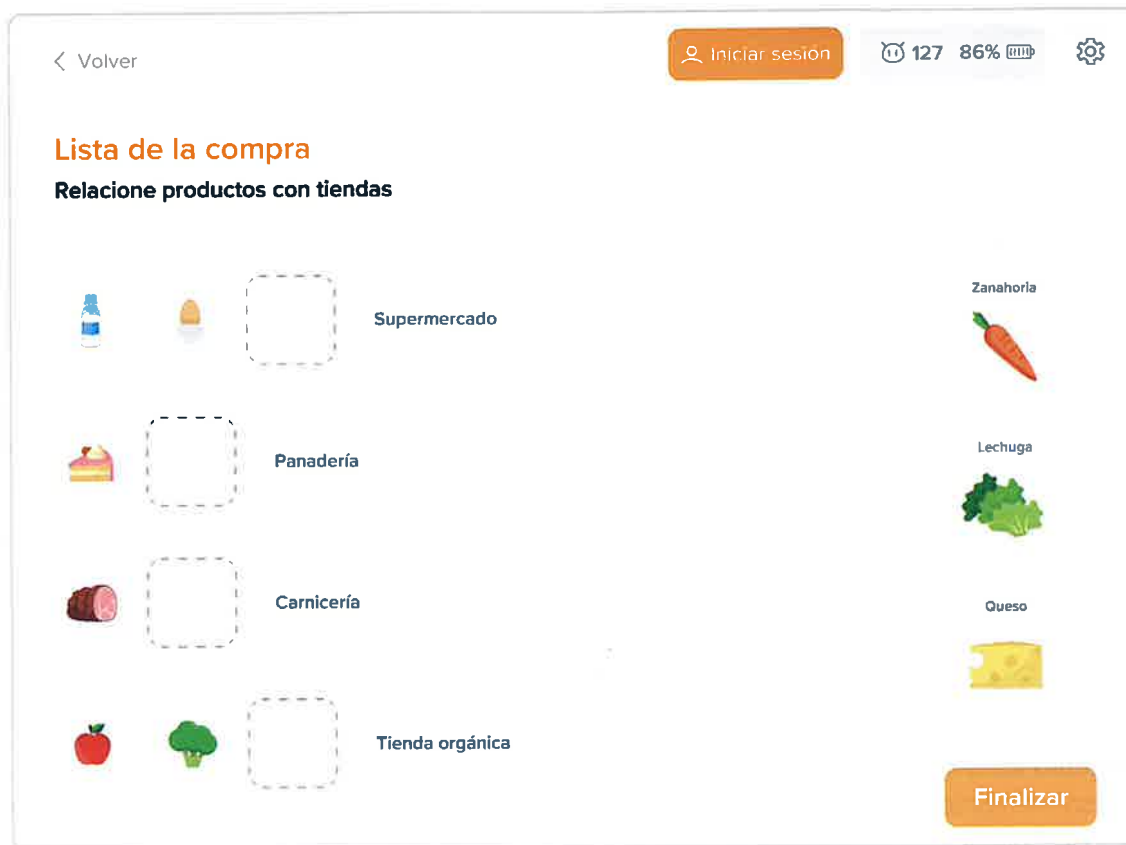 Volver
Iniciar sesión
127 86%
Lista de la compra
Relacione productos con tiendas
Supermercado
Zanahoria
Panadería
Lechuga
Carnicería
Queso
Tienda orgánica
Finalizar